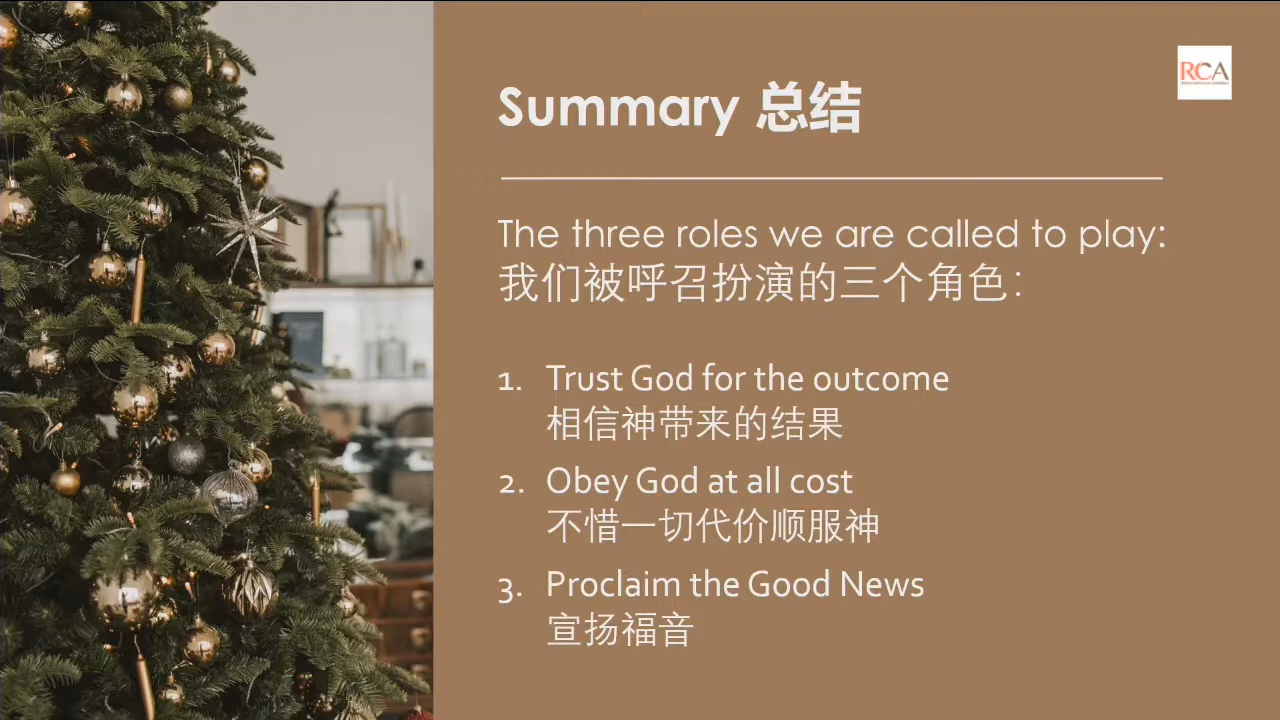 RCA
Summary 总结
The three roles we are called to play:
我们被呼召扮演的三个角色：
1. Trust God for the outcome
相信神带来的结果
2. Obey God at all cost
不惜一切代价顺服神
3. Proclaim the Good News
宣扬福音